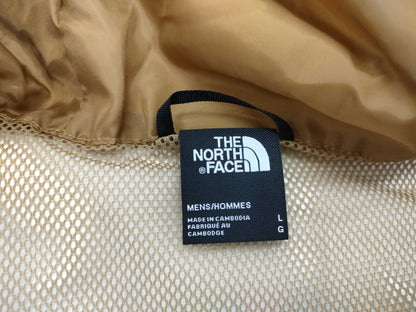 THE
NORTH
®FACE
MENS/HOMMES
MADE IN CAMBODIA
FABRIQUÉ AU
CAMBODGE
L
G